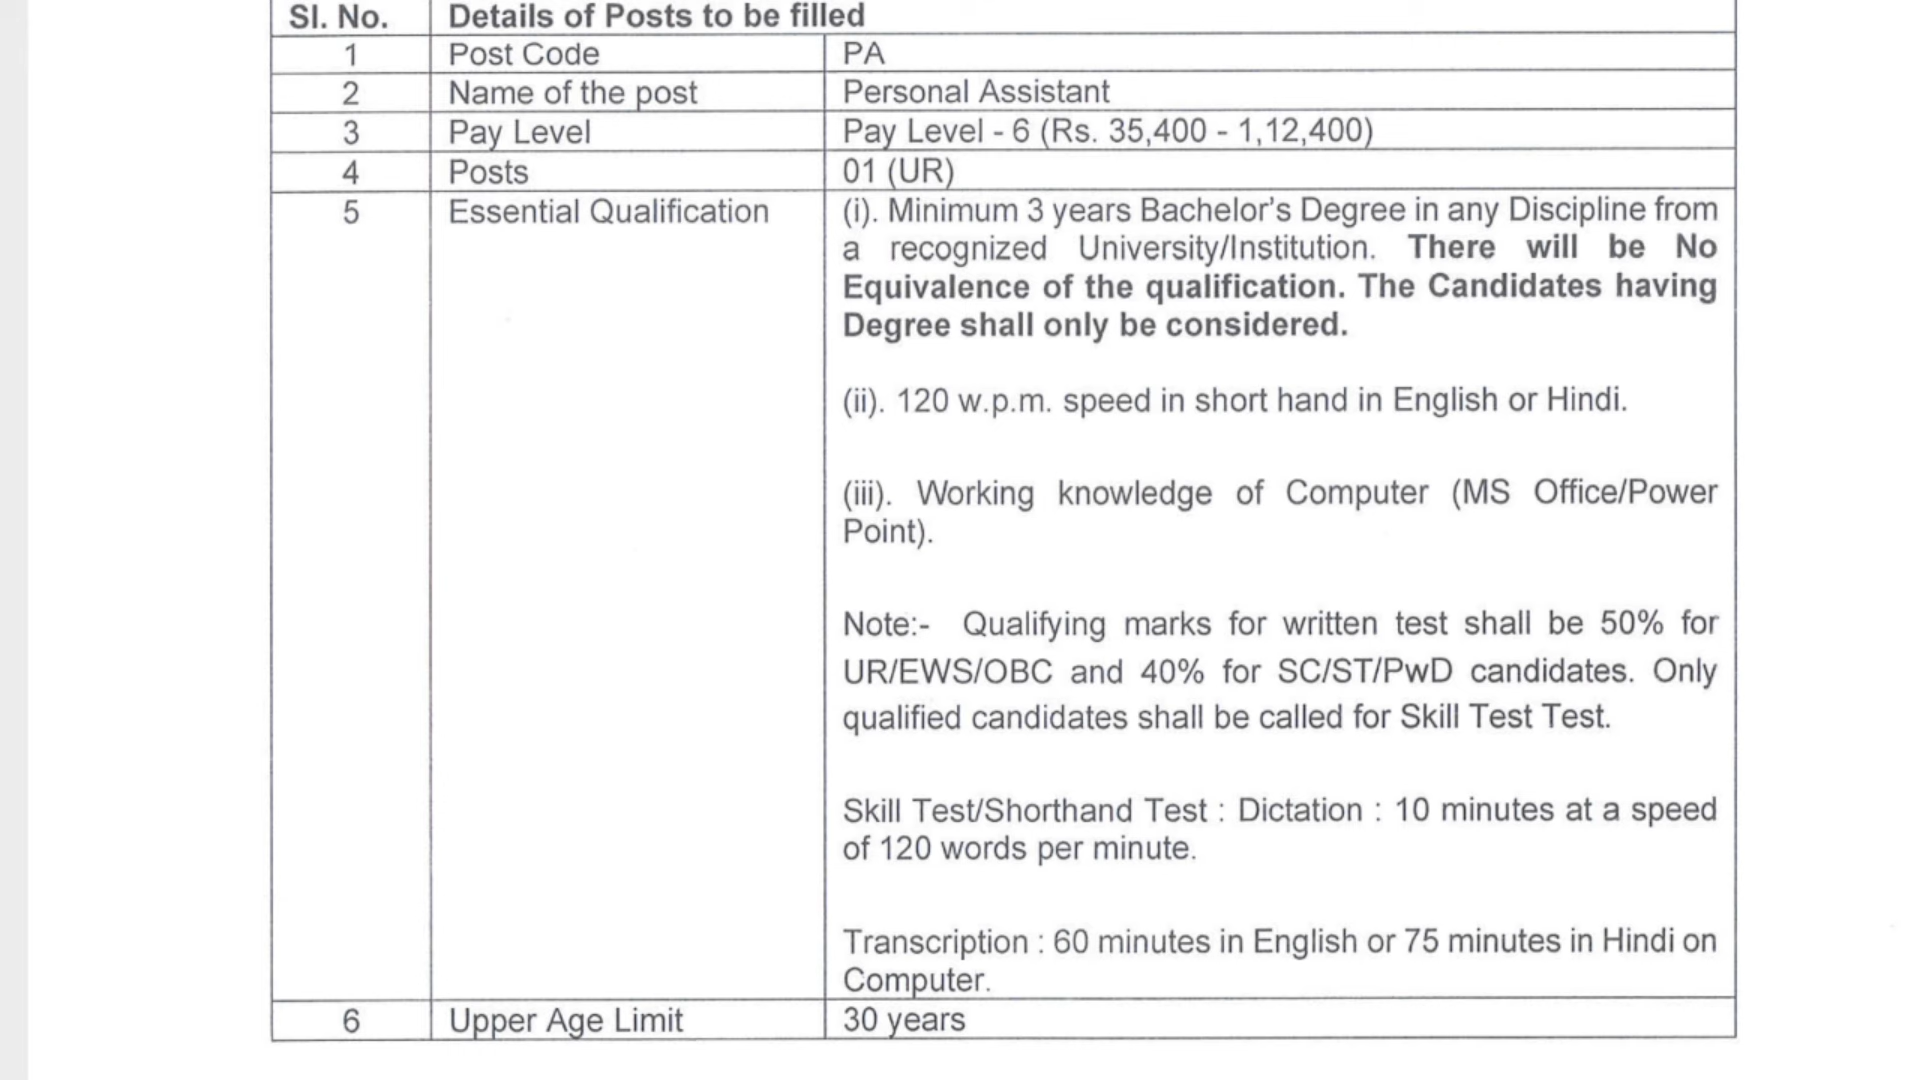 Sl. No. Details of Posts to be filled
1 Post Code PA
2 Name of the post Personal Assistant
3 Pay Level Pay Level - 6 (Rs. 35,400 - 1,12,400)
4 Posts 01 (UR)
5 Essential Qualification (i). Minimum 3 years Bachelor's Degree in any Discipline from
a recognized University/Institution. There will be No
Equivalence of the qualification. The Candidates having
Degree shall only be considered.
(ii). 120 w.p.m. speed in short hand in English or Hindi.
(iii). Working knowledge of Computer (MS Office/Power
Point).
Note:- Qualifying marks for written test shall be 50% for
UR/EWS/OBC and 40% for SC/ST/PwD candidates. Only
qualified candidates shall be called for Skill Test Test.
Skill Test/Shorthand Test : Dictation : 10 minutes at a speed
of 120 words per minute.
Transcription : 60 minutes in English or 75 minutes in Hindi on
Computer.
6 Upper Age Limit 30 years